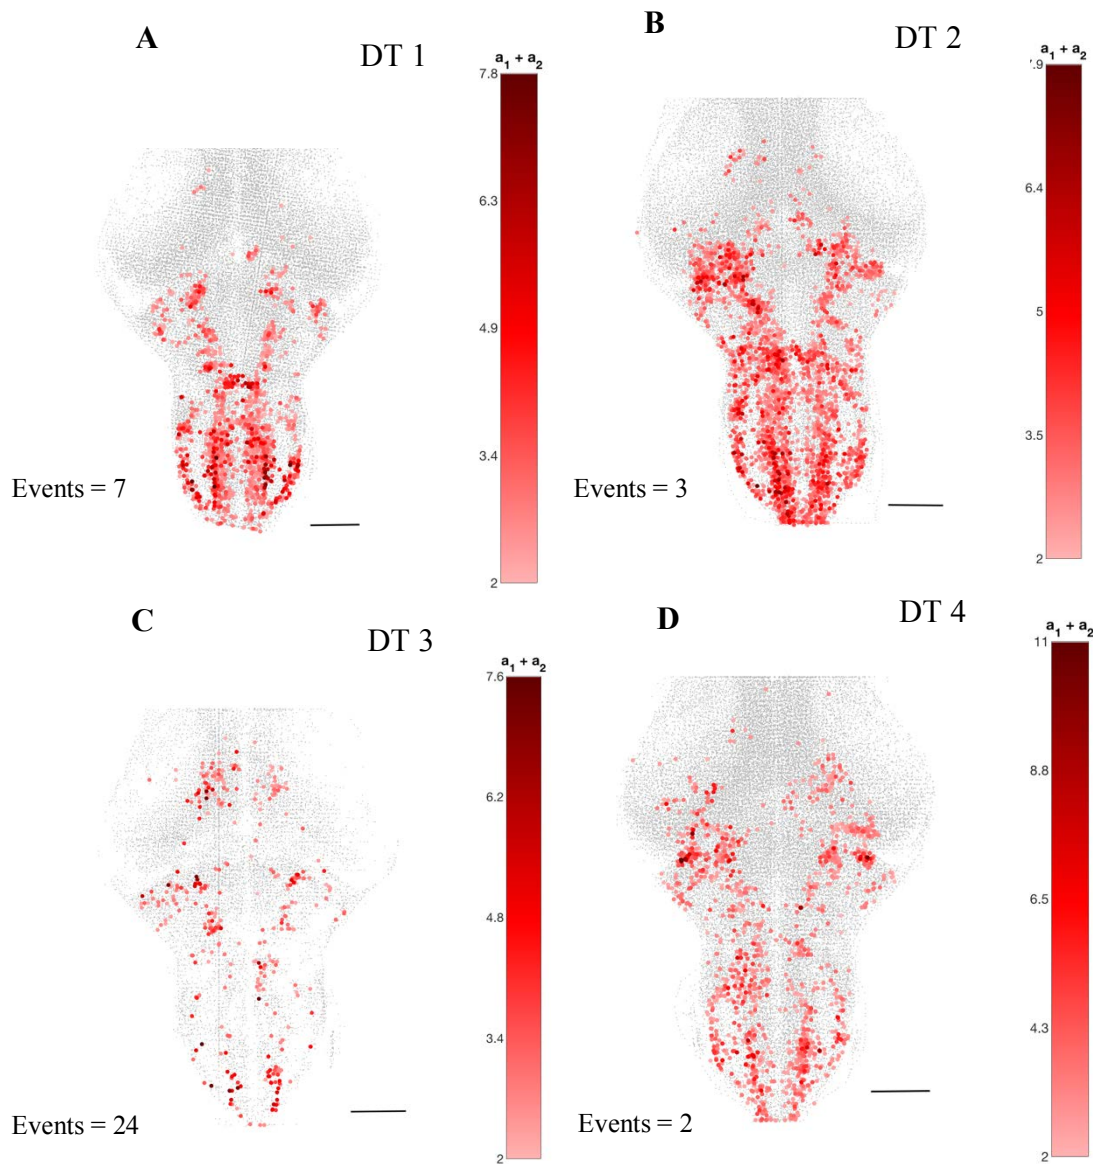 A
DT 1
a1 + a2
7.8
6.3
4.9
3.4
2
Events = 7
B
DT 2
a1 + a2
.9
6.4
5
3.5
2
Events = 3
C
DT 3
a1 + a2
7.6
6.2
4.8
3.4
2
Events = 24
D
DT 4
a1 + a2
11
8.8
6.5
4.3
2
Events = 2